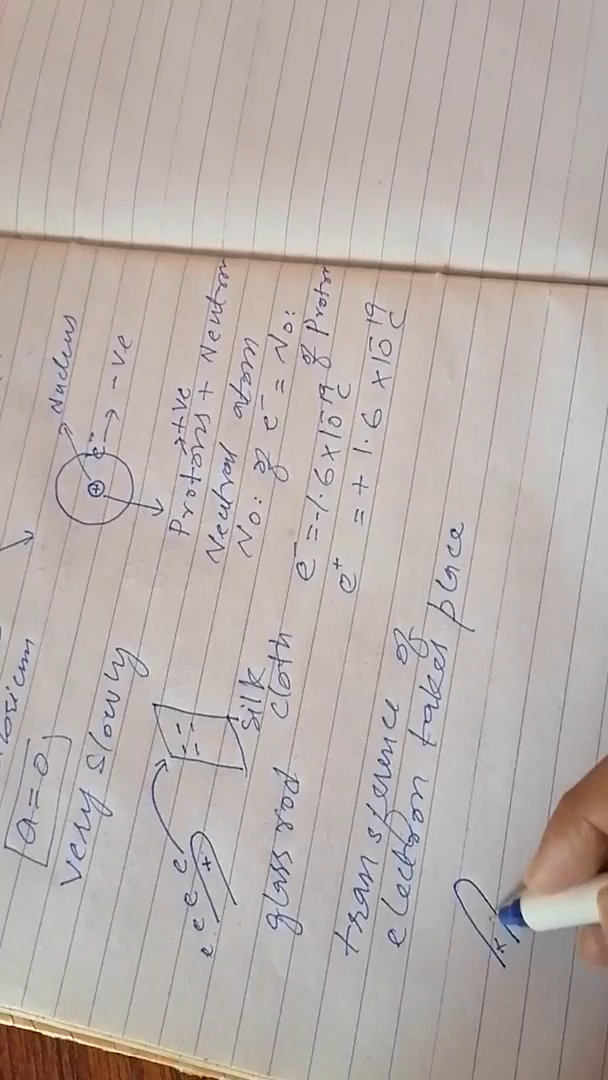 a = 0
very slowly
e e e e
+
-- --
glass rod
silk
cloth
transference of
electron takes place
+
Nucleus
+
e⁻ → -ve
+ve
Protons + Neutron
Neutral atom
No: of e⁻ = No:
of Proton
e⁻ = -1.6 × 10⁻¹⁹ C
e⁺ = + 1.6 × 10⁻¹⁹ C